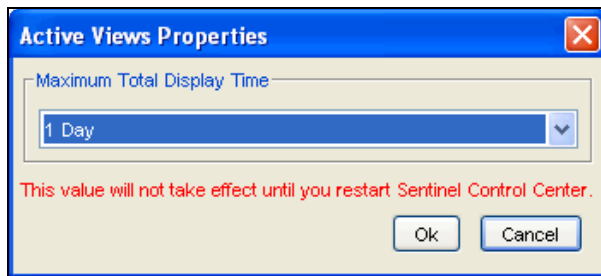 Active Views Properties
Maximum Total Display Time
1 Day
This value will not take effect until you restart Sentinel Control Center.
Ok Cancel